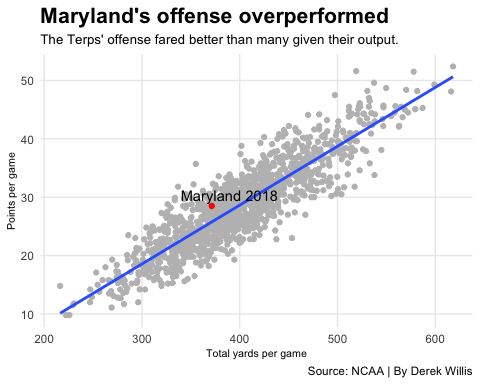 Maryland's offense overperformed
The Terps' offense fared better than many given their output.
Points per game
50
40
30
20
10
Maryland 2018
200 300 400 500 600
Total yards per game
Source: NCAA | By Derek Willis